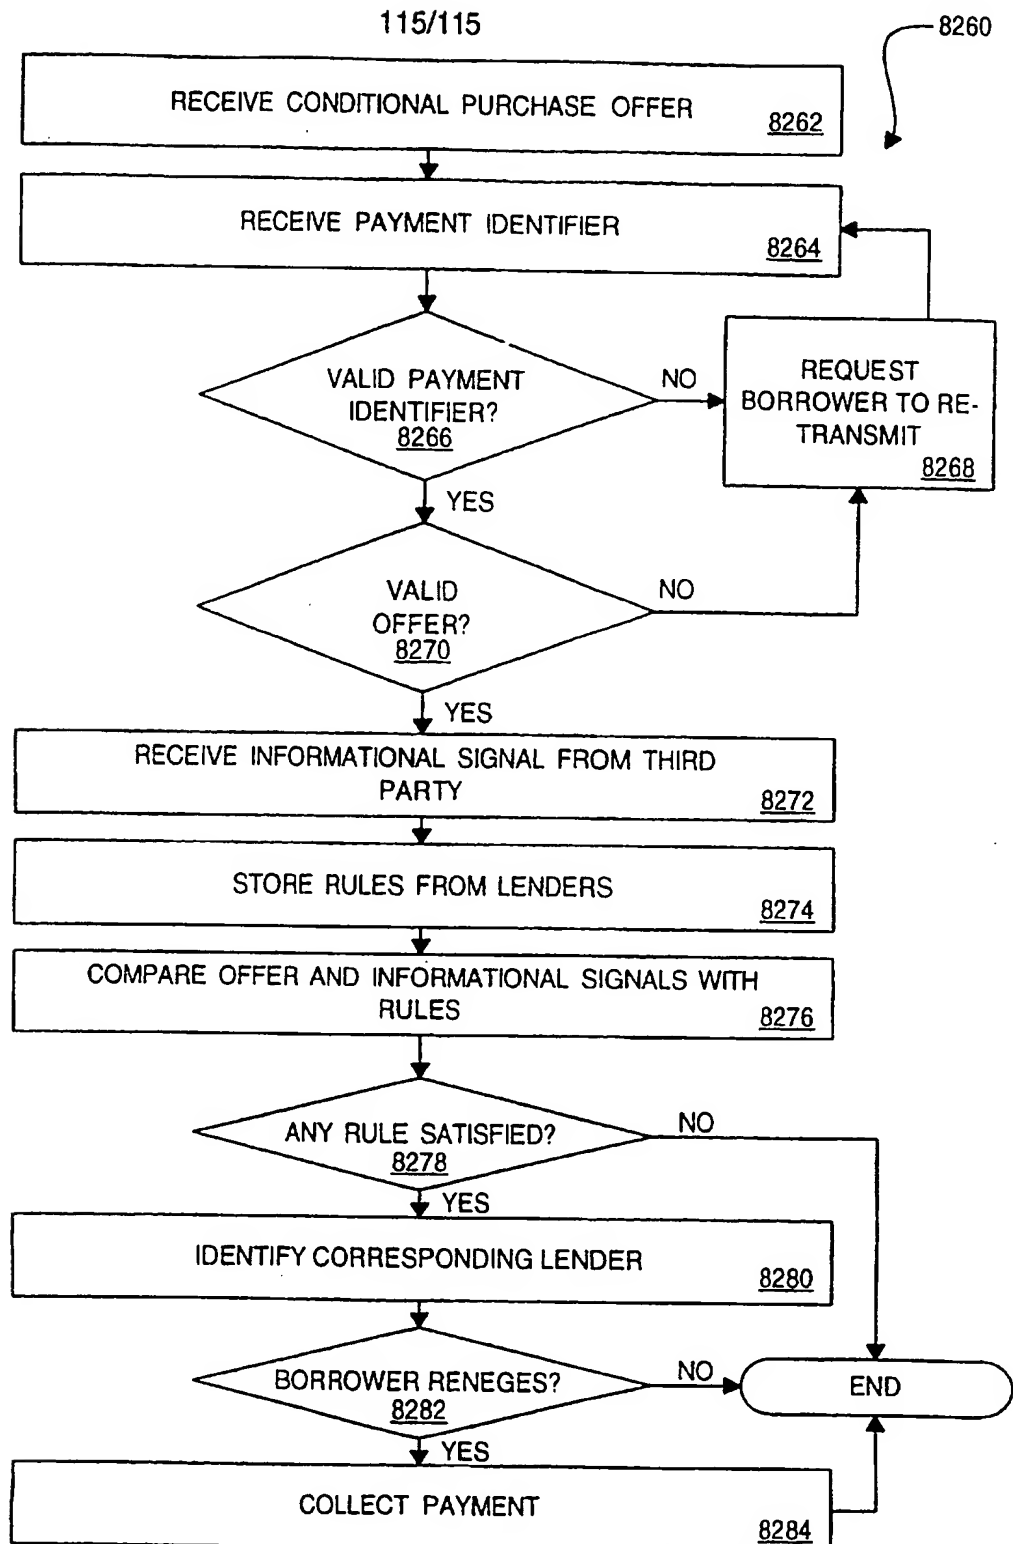 115/115
8260
RECEIVE CONDITIONAL PURCHASE OFFER
8262
RECEIVE PAYMENT IDENTIFIER
8264
VALID PAYMENT
IDENTIFIER?
8266
NO
REQUEST
BORROWER TO RE-
TRANSMIT
8268
YES
VALID
OFFER?
8270
NO
YES
RECEIVE INFORMATIONAL SIGNAL FROM THIRD
PARTY
8272
STORE RULES FROM LENDERS
8274
COMPARE OFFER AND INFORMATIONAL SIGNALS WITH
RULES
8276
ANY RULE SATISFIED?
8278
NO
YES
IDENTIFY CORRESPONDING LENDER
8280
BORROWER RENEGES?
8282
NO
END
YES
COLLECT PAYMENT
8284